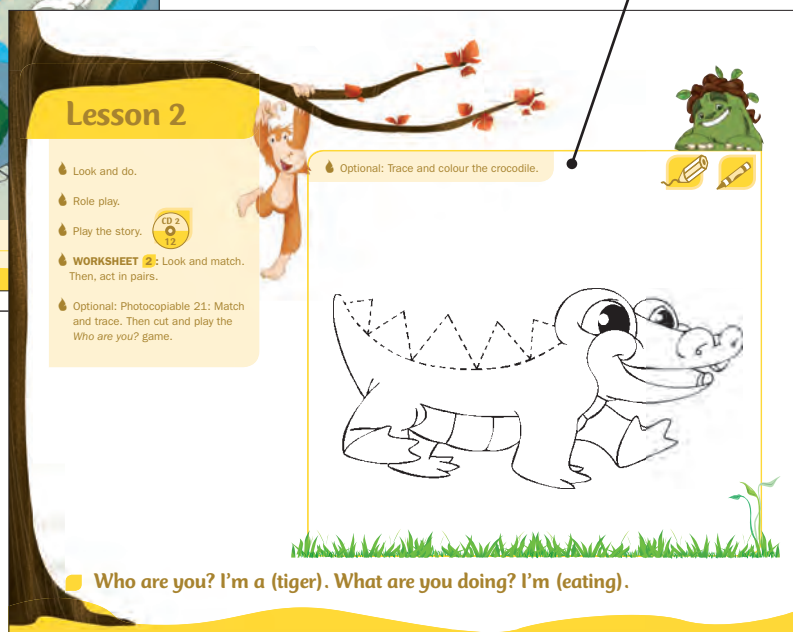 Lesson 2
Look and do.
Role play.
Play the story.
CD 2
12
WORKSHEET 2: Look and match.
Then, act in pairs.
Optional: Photocopiable 21: Match
and trace. Then cut and play the
Who are you? game.
Optional: Trace and colour the crocodile.
Who are you? I'm a (tiger). What are you doing? I'm (eating).